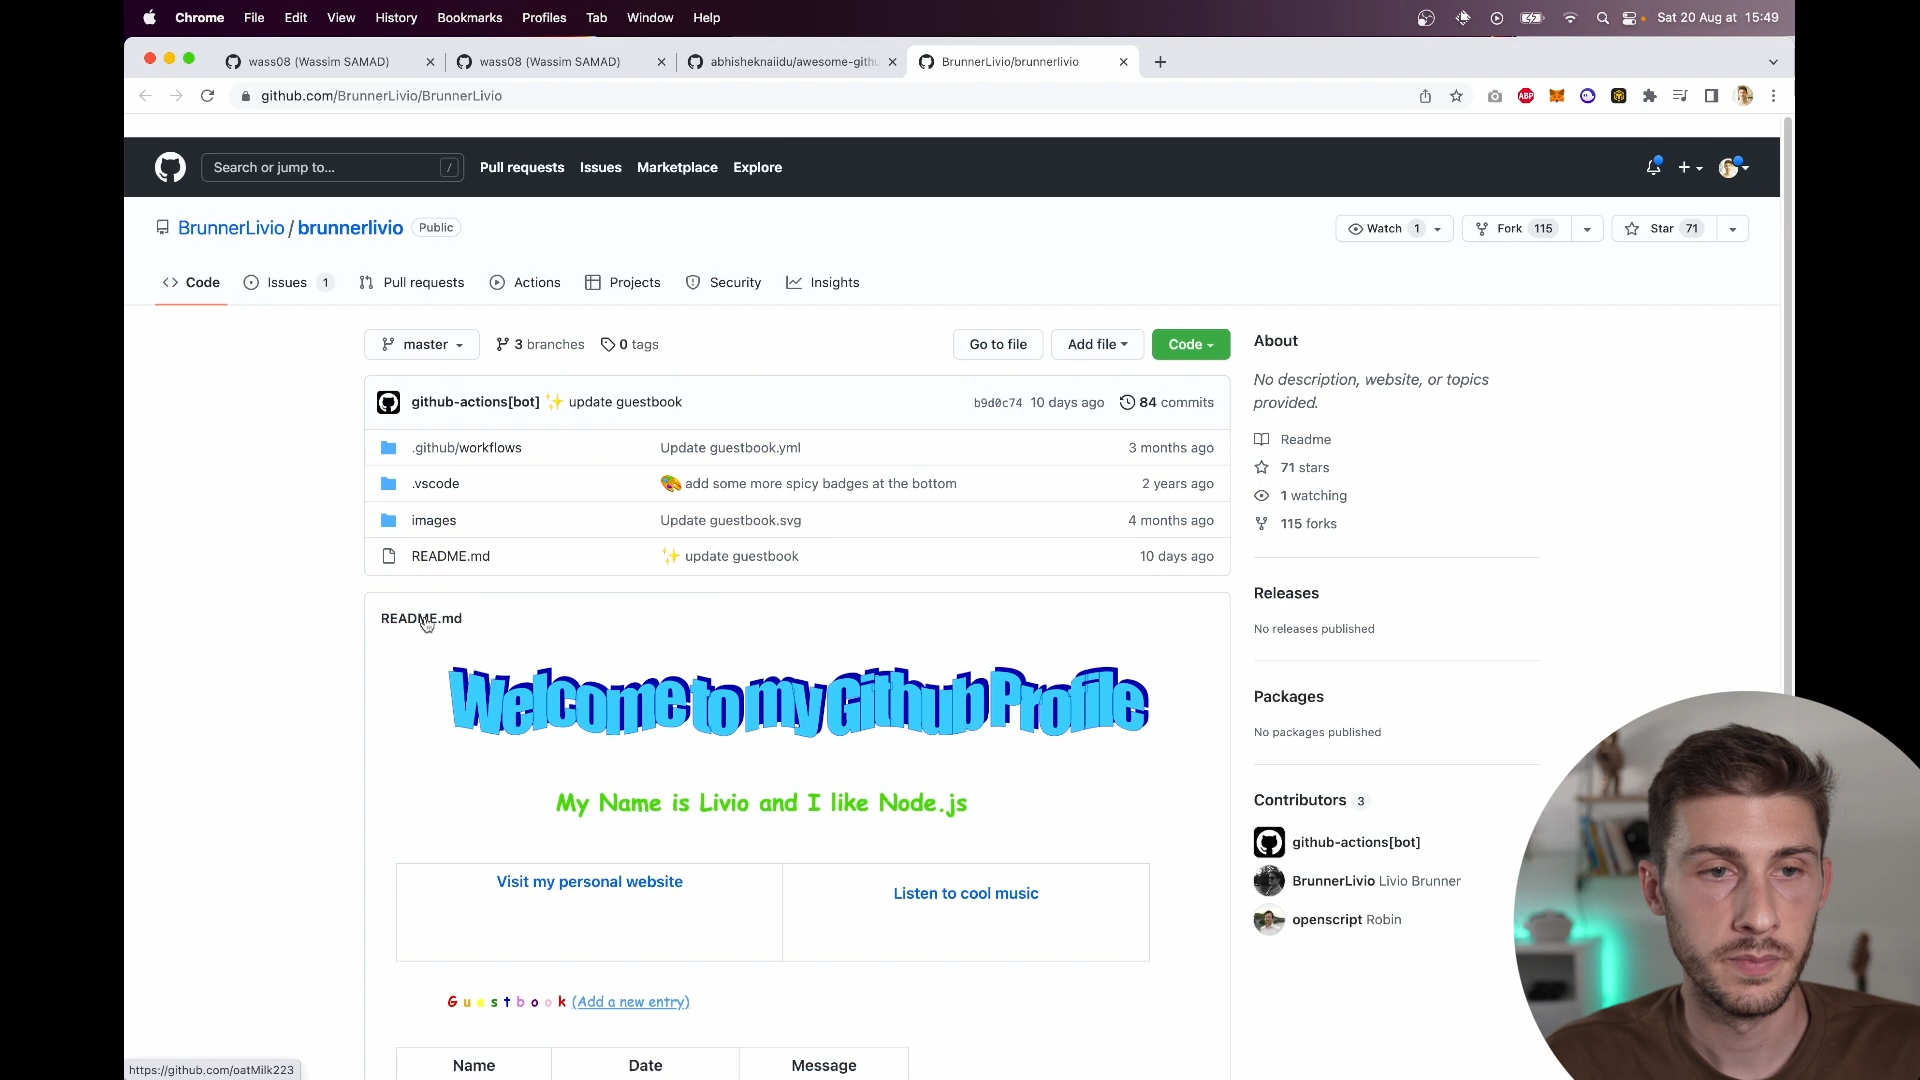 Chrome File Edit View History Bookmarks Profiles Tab Window Help Sat 20 Aug at 15:49
wass08 (Wassim SAMAD) wass08 (Wassim SAMAD) abhisheknaiidu/awesome-githu BrunnerLivio/brunnerlivio
github.com/BrunnerLivio/BrunnerLivio ABP
Search or jump to... / Pull requests Issues Marketplace Explore
BrunnerLivio / brunnerlivio Public Watch 1 Fork 115 Star 71
Code Issues 1 Pull requests Actions Projects Security Insights
master 3 branches 0 tags Go to file Add file Code
github-actions[bot] ✨ update guestbook b9d0c74 10 days ago 84 commits
.github/workflows Update guestbook.yml 3 months ago
.vscode 🎨 add some more spicy badges at the bottom 2 years ago
images Update guestbook.svg 4 months ago
README.md ✨ update guestbook 10 days ago
README.md
Welcome to my Github Profile
My Name is Livio and I like Node.js
Visit my personal website Listen to cool music
Guestbook (Add a new entry)
Name Date Message
About
No description, website, or topics
provided.
Readme
71 stars
1 watching
115 forks
Releases
No releases published
Packages
No packages published
Contributors 3
github-actions[bot]
BrunnerLivio Livio Brunner
openscript Robin
https://github.com/oatMilk223